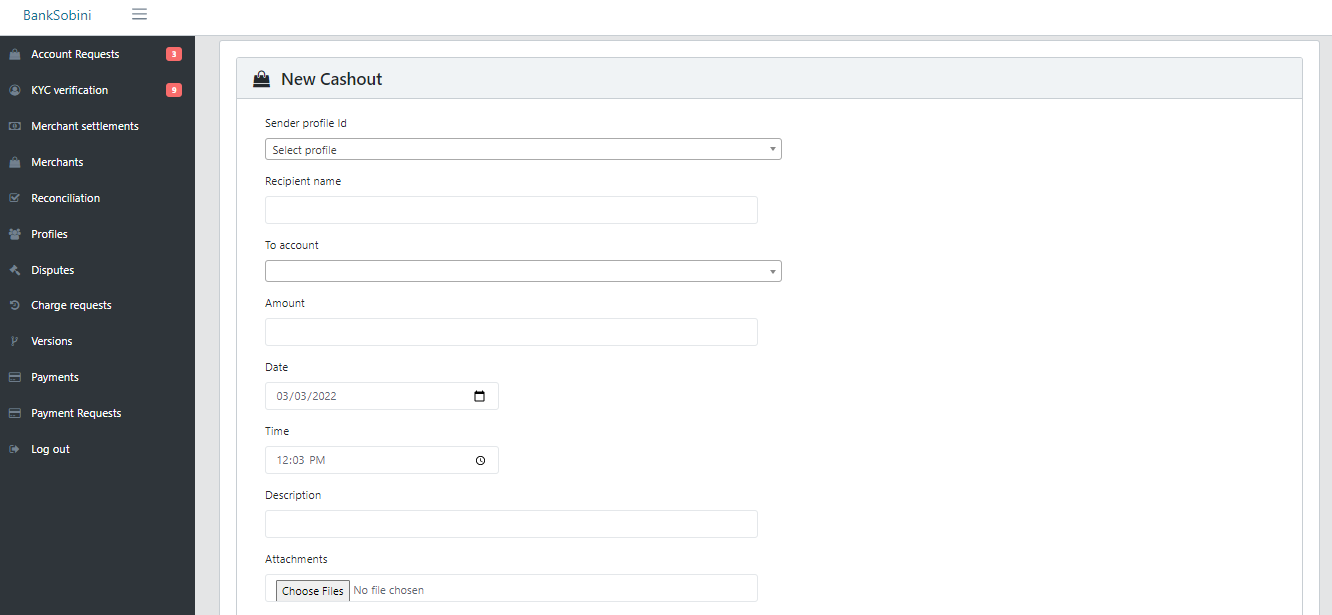 BankSobini
Account Requests 3
KYC verification 9
Merchant settlements
Merchants
Reconciliation
Profiles
Disputes
Charge requests
Versions
Payments
Payment Requests
Log out
New Cashout
Sender profile Id
Select profile
Recipient name
To account
Amount
Date
03/03/2022
Time
12:03 PM
Description
Attachments
Choose Files No file chosen